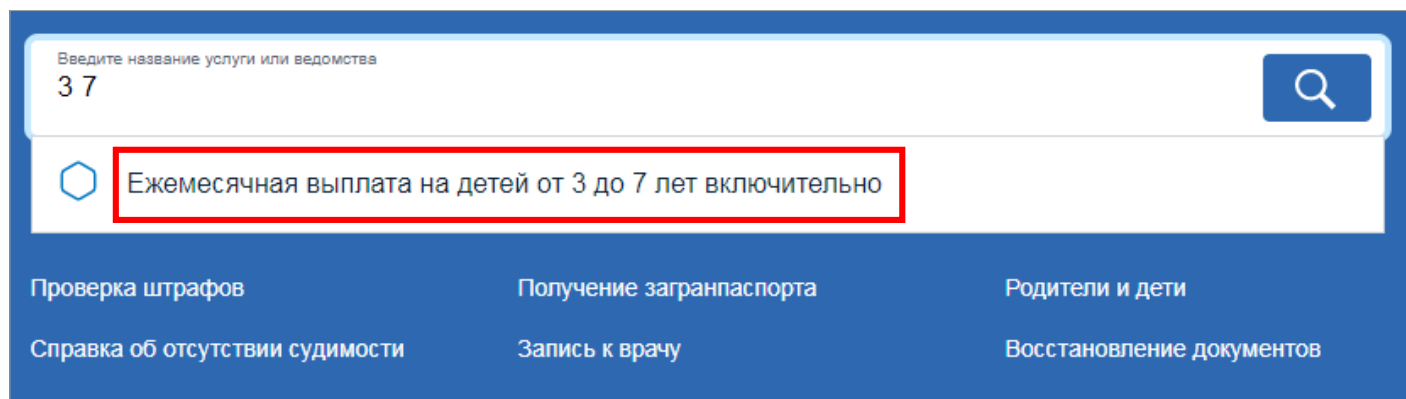 Введите название услуги или ведомства
3 7
Ежемесячная выплата на детей от 3 до 7 лет включительно
Проверка штрафов
Получение загранпаспорта
Родители и дети
Справка об отсутствии судимости
Запись к врачу
Восстановление документов